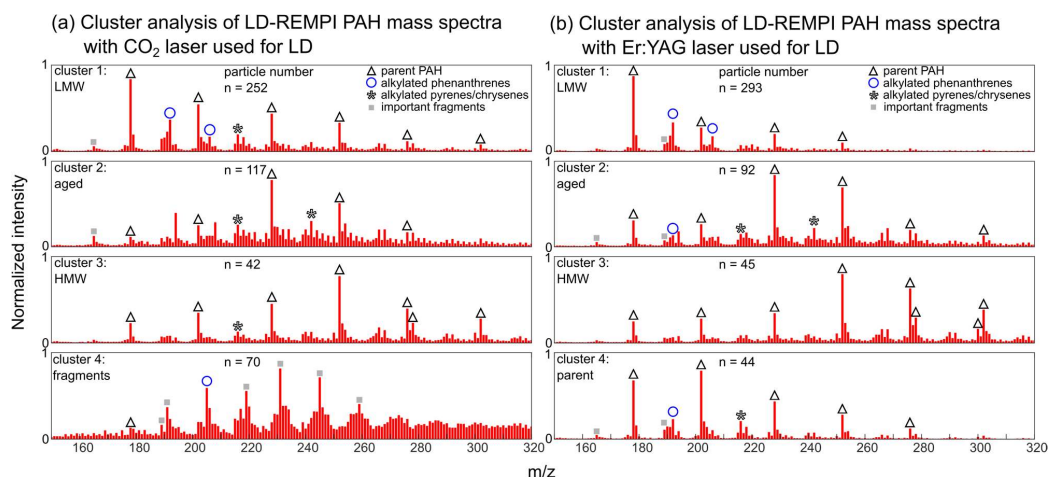 (a) Cluster analysis of LD-REMPI PAH mass spectra
with CO₂ laser used for LD
(b) Cluster analysis of LD-REMPI PAH mass spectra
with Er:YAG laser used for LD
Normalized intensity
1
0
cluster 1:
LMW
particle number
n = 252
parent PAH
alkylated phenanthrenes
alkylated pyrenes/chrysenes
important fragments
1
0
cluster 2:
aged
n = 117
1
0
cluster 3:
HMW
n = 42
1
0
cluster 4:
fragments
n = 70
160 180 200 220 240 260 280 300 320
1
0
cluster 1:
LMW
particle number
n = 293
parent PAH
alkylated phenanthrenes
alkylated pyrenes/chrysenes
important fragments
1
0
cluster 2:
aged
n = 92
1
0
cluster 3:
HMW
n = 45
1
0
cluster 4:
parent
n = 44
160 180 200 220 240 260 280 300 320
m/z